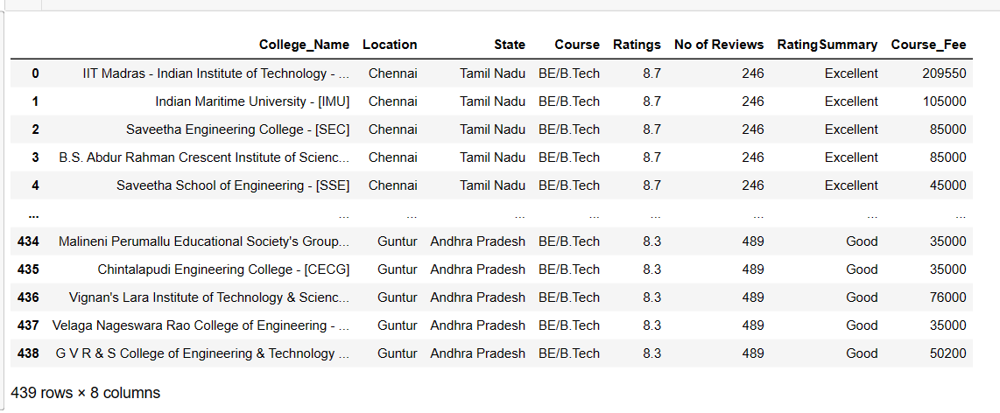 College_Name Location State Course Ratings No of Reviews RatingSummary Course_Fee
0 IIT Madras - Indian Institute of Technology - ... Chennai Tamil Nadu BE/B.Tech 8.7 246 Excellent 209550
1 Indian Maritime University - [IMU] Chennai Tamil Nadu BE/B.Tech 8.7 246 Excellent 105000
2 Saveetha Engineering College - [SEC] Chennai Tamil Nadu BE/B.Tech 8.7 246 Excellent 85000
3 B.S. Abdur Rahman Crescent Institute of Scienc... Chennai Tamil Nadu BE/B.Tech 8.7 246 Excellent 85000
4 Saveetha School of Engineering - [SSE] Chennai Tamil Nadu BE/B.Tech 8.7 246 Excellent 45000
... ... ... ... ... ... ... ... ...
434 Malineni Perumallu Educational Society's Group... Guntur Andhra Pradesh BE/B.Tech 8.3 489 Good 35000
435 Chintalapudi Engineering College - [CECG] Guntur Andhra Pradesh BE/B.Tech 8.3 489 Good 35000
436 Vignan's Lara Institute of Technology & Scienc... Guntur Andhra Pradesh BE/B.Tech 8.3 489 Good 76000
437 Velaga Nageswara Rao College of Engineering - ... Guntur Andhra Pradesh BE/B.Tech 8.3 489 Good 35000
438 G V R & S College of Engineering & Technology ... Guntur Andhra Pradesh BE/B.Tech 8.3 489 Good 50200
439 rows × 8 columns